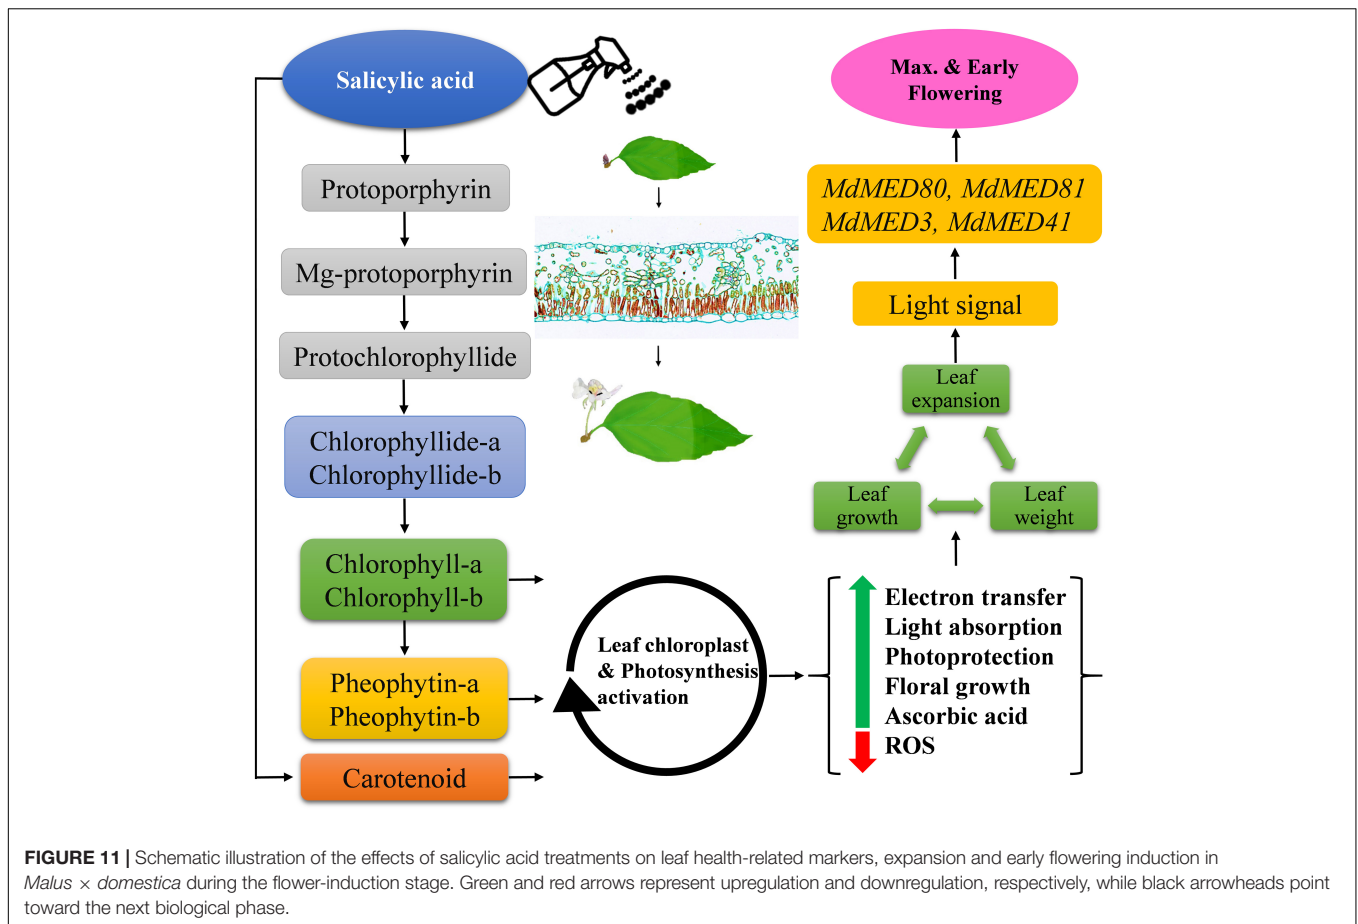 Salicylic acid
Protoporphyrin
Mg-protoporphyrin
Protochlorophyllide
Chlorophyllide-a
Chlorophyllide-b
Chlorophyll-a
Chlorophyll-b
Pheophytin-a
Pheophytin-b
Carotenoid
Leaf chloroplast
& Photosynthesis
activation
Electron transfer
Light absorption
Photoprotection
Floral growth
Ascorbic acid
ROS
Leaf
growth
Leaf
weight
Leaf
expansion
Light signal
MdMED80, MdMED81
MdMED3, MdMED41
Max. & Early
Flowering
FIGURE 11 | Schematic illustration of the effects of salicylic acid treatments on leaf health-related markers, expansion and early flowering induction in
Malus × domestica during the flower-induction stage. Green and red arrows represent upregulation and downregulation, respectively, while black arrowheads point
toward the next biological phase.